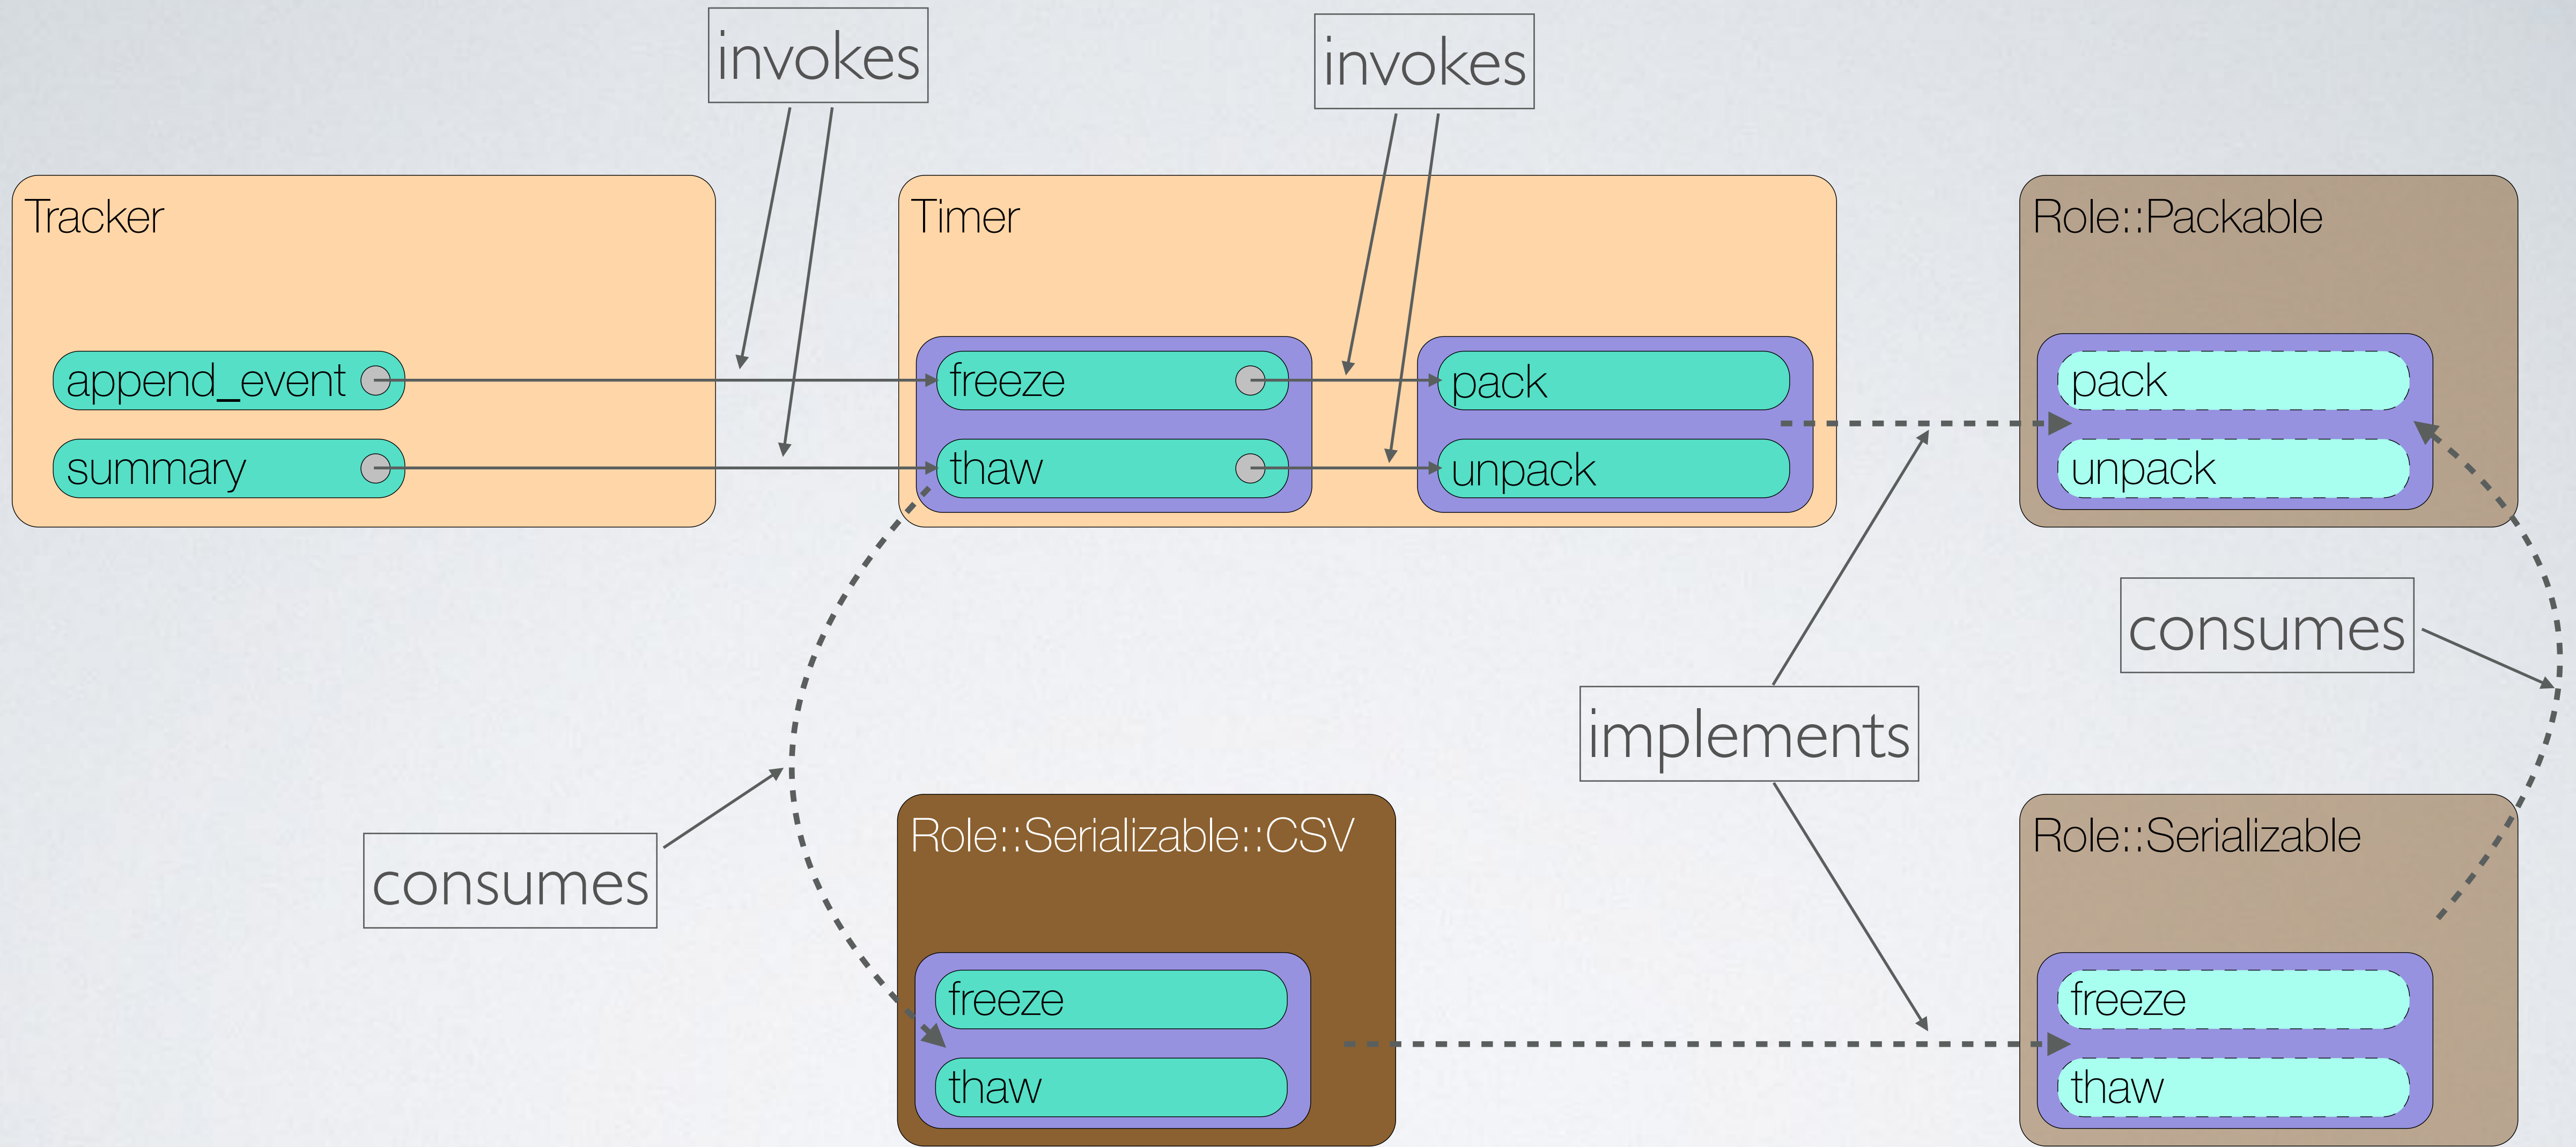 invokes
invokes
Tracker
append_event
summary
Timer
freeze
thaw
pack
unpack
Role::Packable
pack
unpack
consumes
implements
consumes
Role::Serializable::CSV
freeze
thaw
Role::Serializable
freeze
thaw